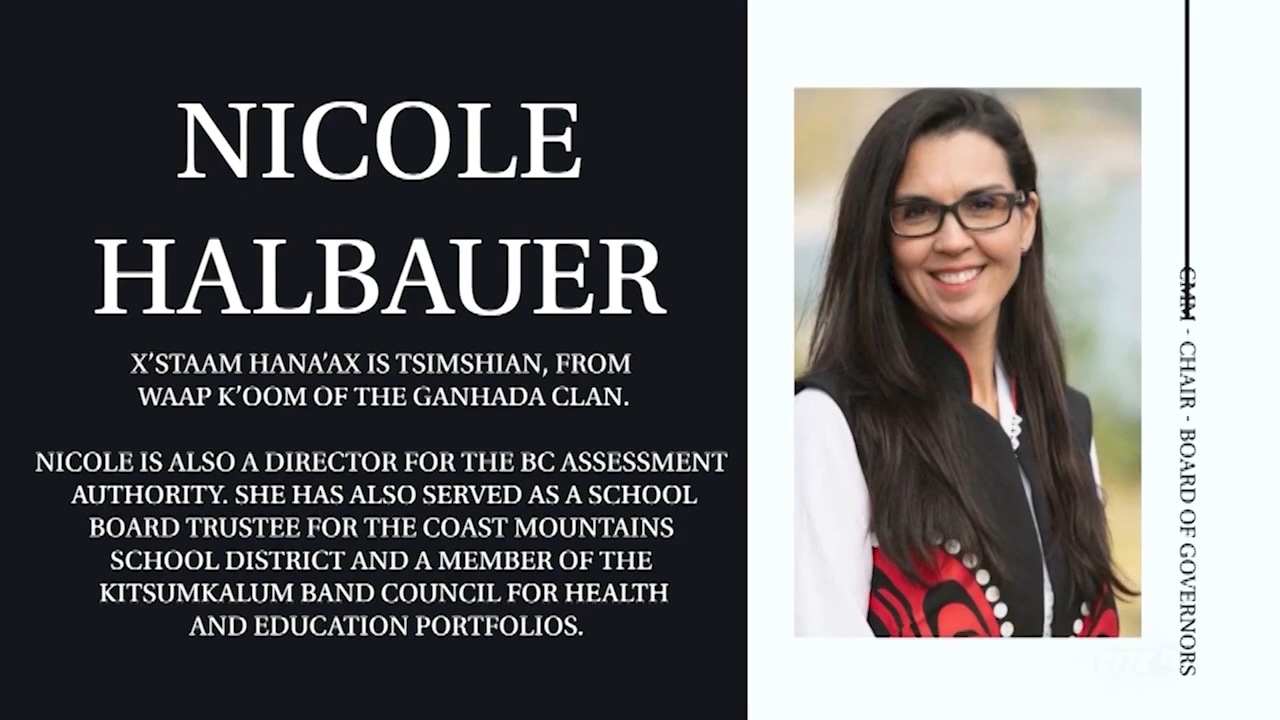 NICOLE
HALBAUER
X'STAAM HANA'AX IS TSIMSHIAN, FROM
WAAP K'OOM OF THE GANHADA CLAN.
NICOLE IS ALSO A DIRECTOR FOR THE BC ASSESSMENT
AUTHORITY. SHE HAS ALSO SERVED AS A SCHOOL
BOARD TRUSTEE FOR THE COAST MOUNTAINS
SCHOOL DISTRICT AND A MEMBER OF THE
KITSUMKALUM BAND COUNCIL FOR HEALTH
AND EDUCATION PORTFOLIOS.
CMM - CHAIR - BOARD OF GOVERNORS